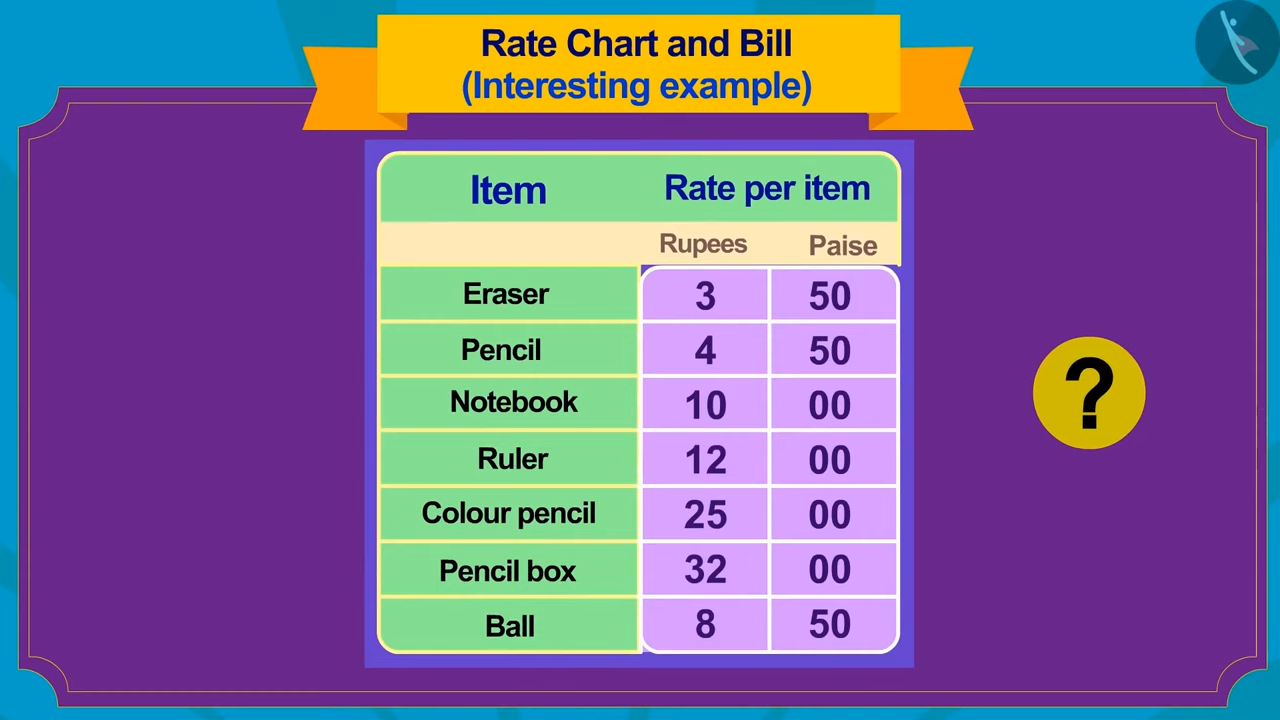 Rate Chart and Bill
(Interesting example)
Item Rate per item
Rupees Paise
Eraser 3 50
Pencil 4 50
Notebook 10 00
Ruler 12 00
Colour pencil 25 00
Pencil box 32 00
Ball 8 50
?